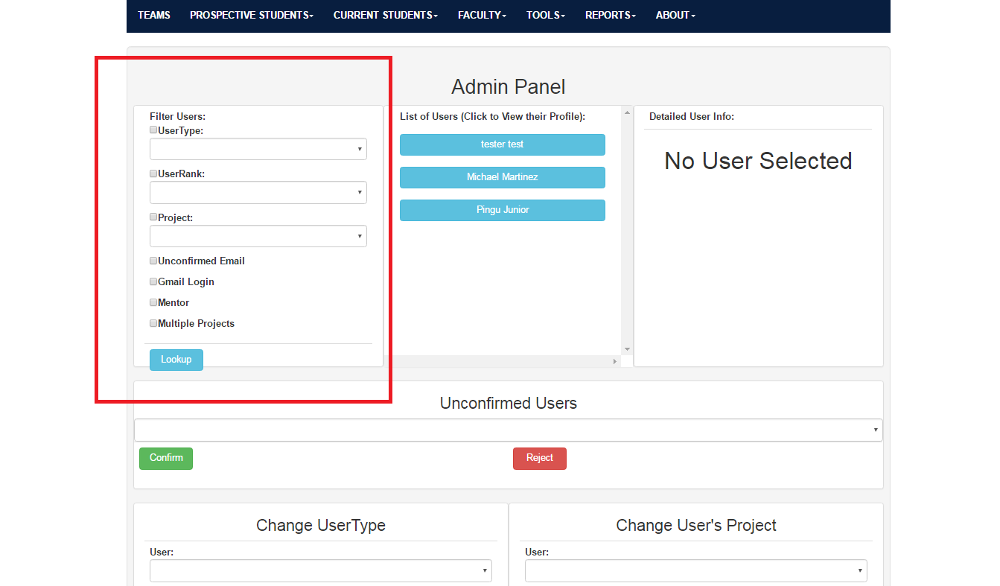 TEAMS PROSPECTIVE STUDENTS CURRENT STUDENTS FACULTY TOOLS REPORTS ABOUT
Admin Panel
Filter Users:
UserType:
UserRank:
Project:
Unconfirmed Email
Gmail Login
Mentor
Multiple Projects
Lookup
List of Users (Click to View their Profile):
tester test
Michael Martinez
Pingu Junior
Detailed User Info:
No User Selected
Unconfirmed Users
Confirm Reject
Change UserType
User:
Change User's Project
User: